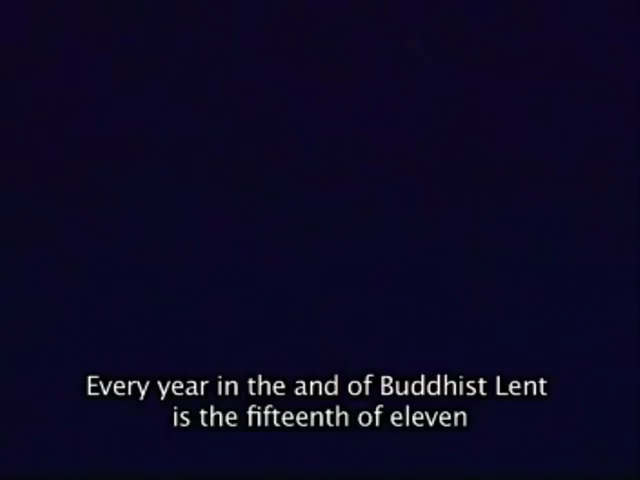 Every year in the and of Buddhist Lent
is the fifteenth of eleven